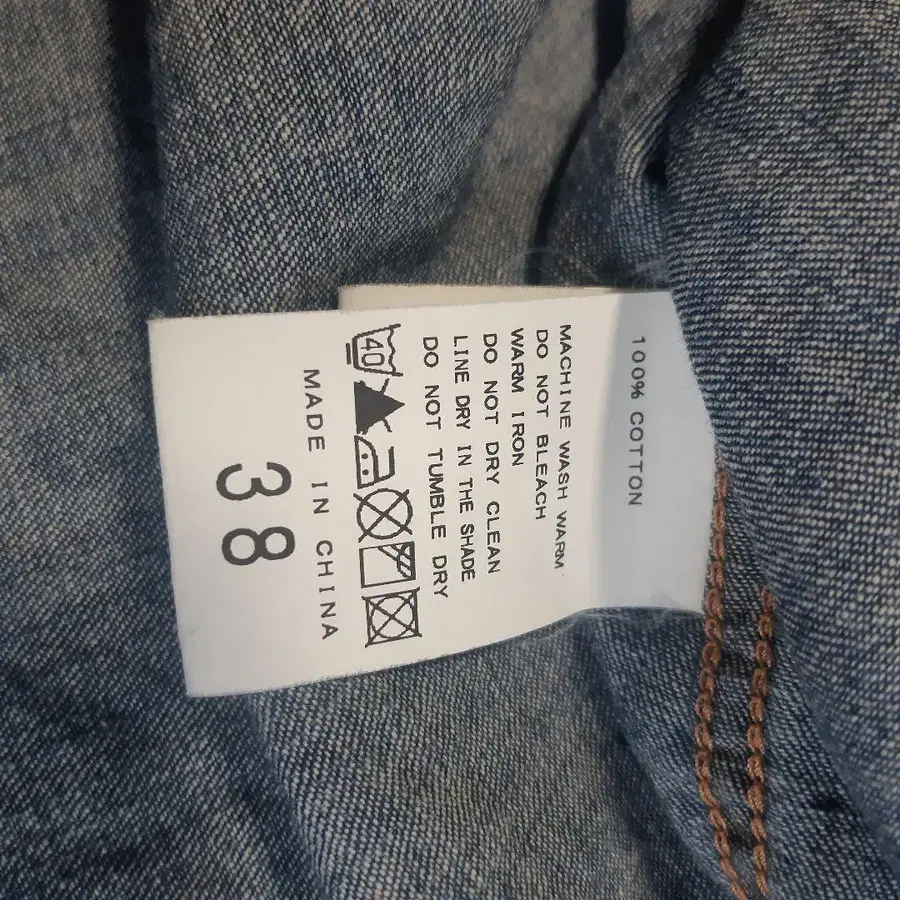 100% COTTON
MACHINE WASH WARM
DO NOT BLEACH
WARM IRON
DO NOT DRY CLEAN
LINE DRY IN THE SHADE
DO NOT TUMBLE DRY
40
MADE IN CHINA
38